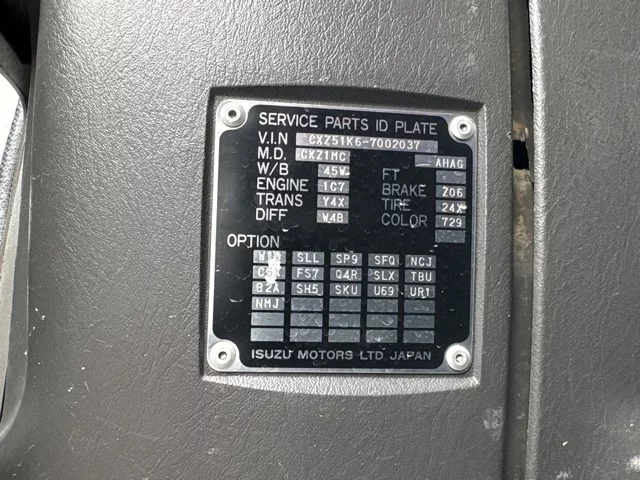 SERVICE PARTS ID PLATE
V.I.N CXZ51K6-7002037
M.D. CXZ1MC AHAG
W/B 45W FT
ENGINE 1C7 BRAKE 206
TRANS Y4X TIRE 24X
DIFF W4B COLOR 729
OPTION
SLL SP9 SFQ NCJ
FS7 Q4R SLX TBU
82A SH5 SKU U69 UR1
NMJ
ISUZU MOTORS LTD. JAPAN